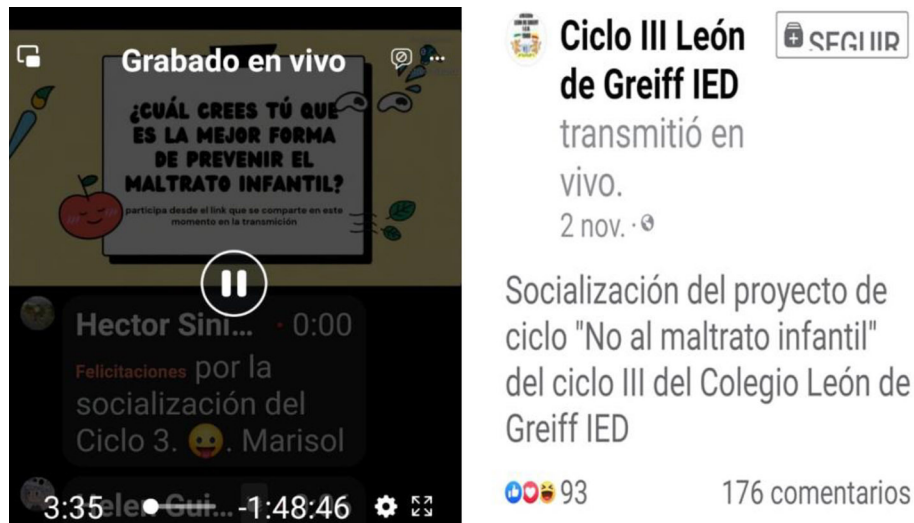 Grabado en vivo
¿CUÁL CREES TÚ QUE
ES LA MEJOR FORMA
DE PREVENIR EL
MALTRATO INFANTIL?
participa desde el link que se comparte en este
momento en la transmición
Hector Sini... · 0:00
Felicitaciones por la
socialización del
Ciclo 3. 😛. Marisol
3:35
-1:48:46
Ciclo III León
de Greiff IED
transmitió en
vivo.
2 nov. ·
SEGUIR
Socialización del proyecto de
ciclo "No al maltrato infantil"
del ciclo III del Colegio León de
Greiff IED
93
176 comentarios